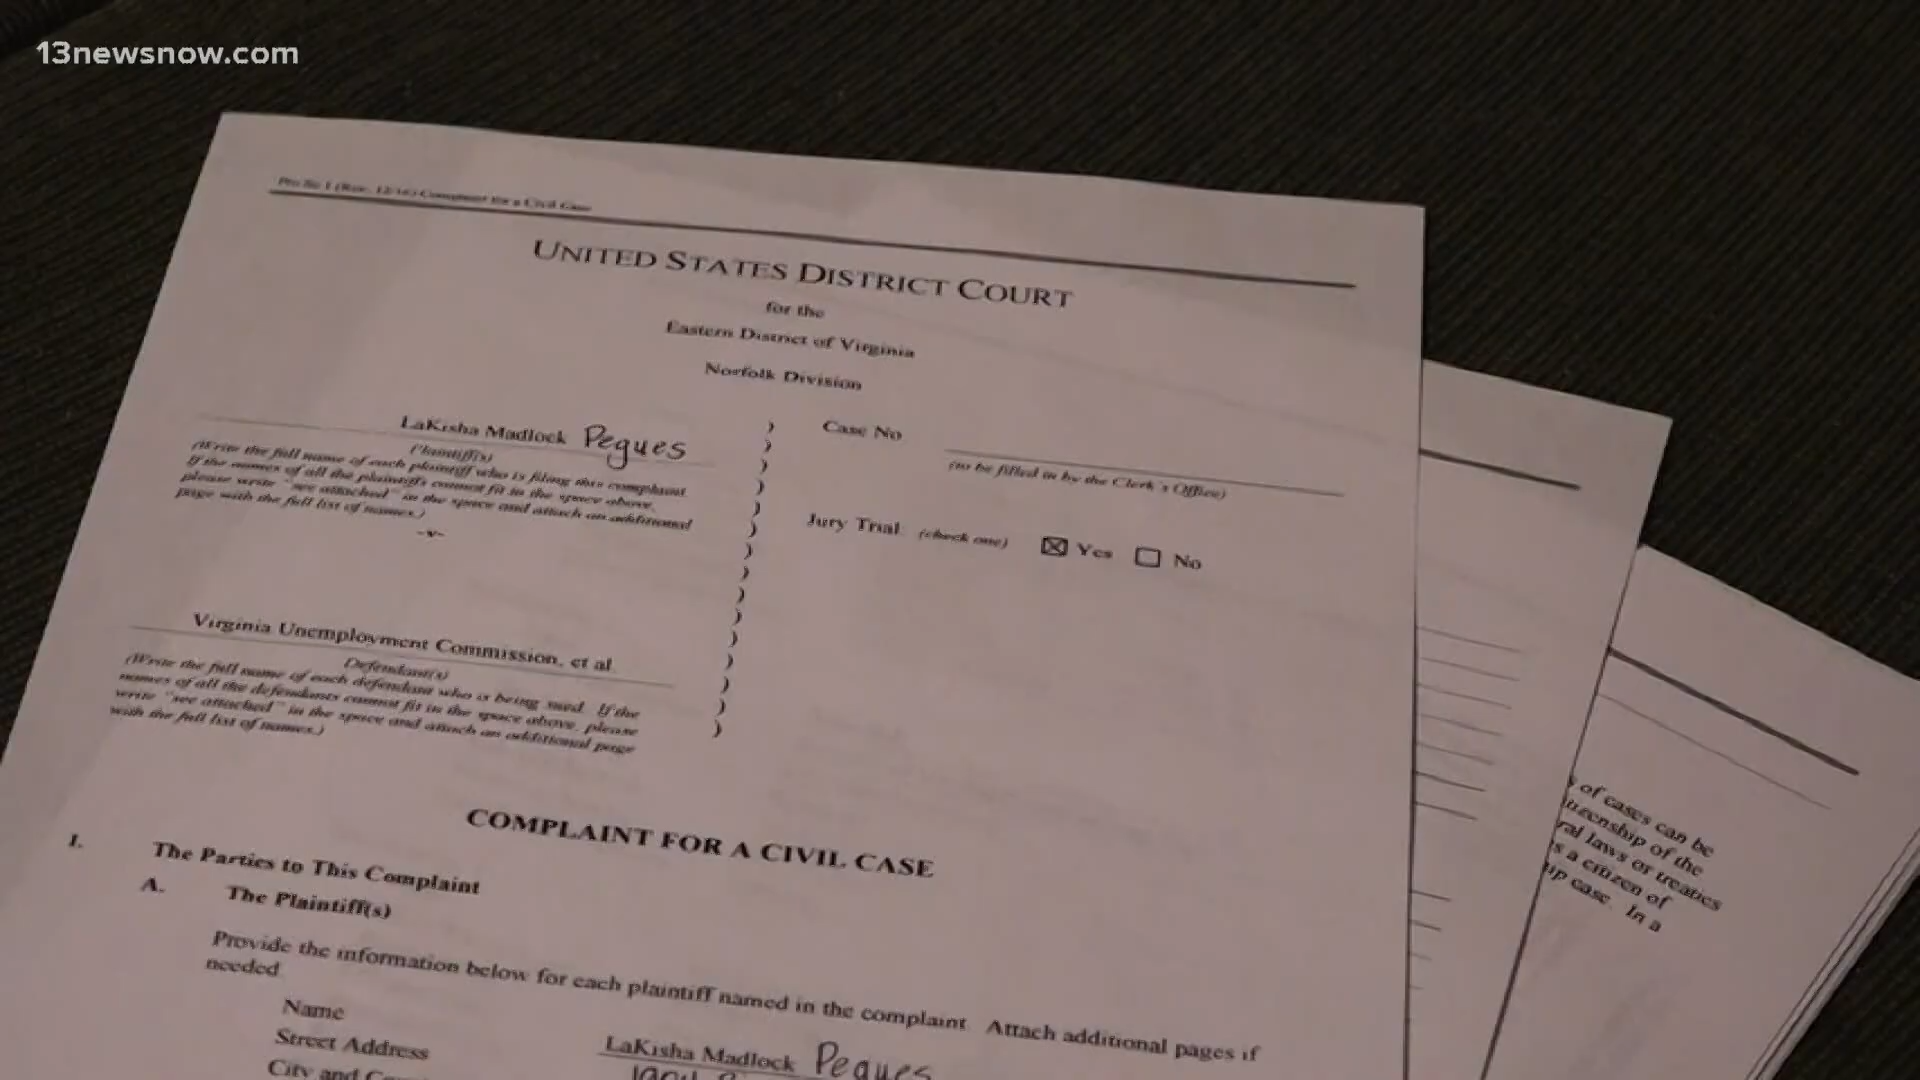 13newsnow.com
Pro Se 1 (Rev. 12/16) Complaint for a Civil Case
UNITED STATES DISTRICT COURT
for the
Eastern District of Virginia
Norfolk Division
LaKisha Madlock Pegues
Plaintiff(s)
(Write the full name of each plaintiff who is filing this complaint.
If the names of all the plaintiffs cannot fit in the space above,
please write "see attached" in the space and attach an additional
page with the full list of names.)
-v-
Virginia Unemployment Commission, et al.
Defendant(s)
(Write the full name of each defendant who is being sued. If the
names of all the defendants cannot fit in the space above, please
write "see attached" in the space and attach an additional page
with the full list of names.)
)
)
)
)
)
)
)
)
)
)
)
)
)
)
Case No
(to be filled in by the Clerk's Office)
Jury Trial: (check one) ☒ Yes ☐ No
COMPLAINT FOR A CIVIL CASE
I. The Parties to This Complaint
A. The Plaintiff(s)
Provide the information below for each plaintiff named in the complaint. Attach additional pages if
needed.
Name LaKisha Madlock Pegues
Street Address
City and
of cases can be
of the
laws or treaties
s a citizen of
case. In a